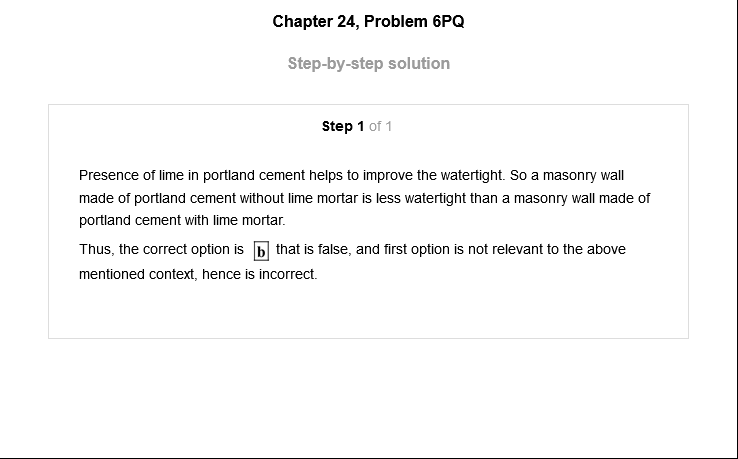 Chapter 24, Problem 6PQ
Step-by-step solution
Step 1 of 1
Presence of lime in portland cement helps to improve the watertight. So a masonry wall
made of portland cement without lime mortar is less watertight than a masonry wall made of
portland cement with lime mortar.
Thus, the correct option is b that is false, and first option is not relevant to the above
mentioned context, hence is incorrect.